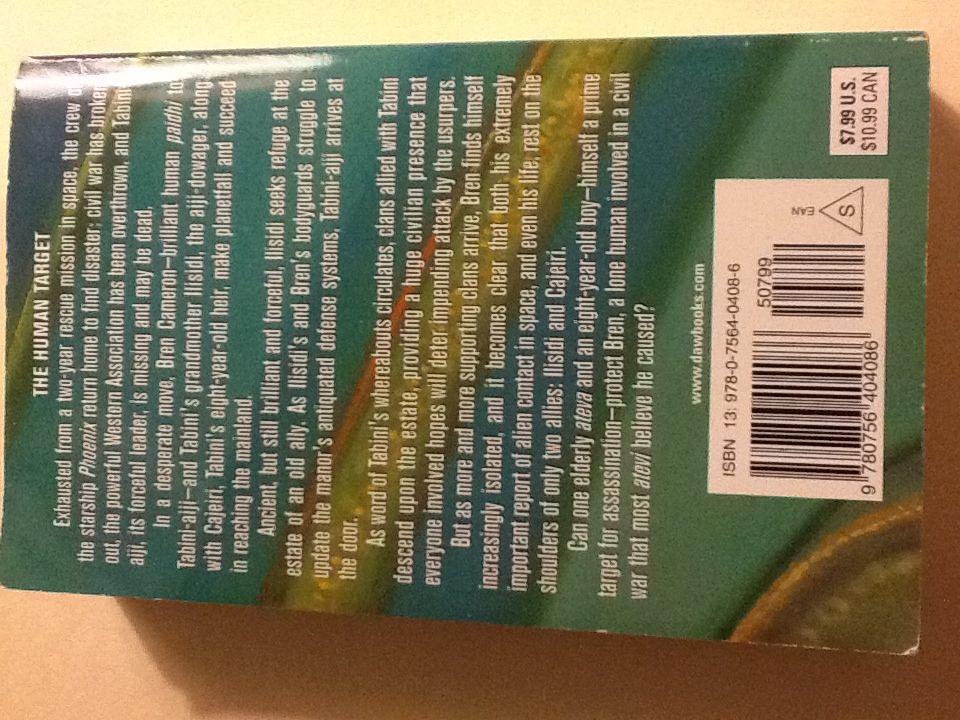 THE HUMAN TARGET
Exhausted from a two-year rescue mission in space, the crew of
the starship Phoenix return home to find disaster: civil war has broken
out, the powerful Western Association has been overthrown and Tabini-
aiji, its forceful leader, is missing and may be dead.
In a desperate move, Bren Cameron—brilliant human paidhi to
Tabini-aiji—and Tabini's grandmother Ilisidi, the aiji-dowager, along
with Cajeiri, Tabini's eight-year-old heir, make planetfall and succeed
in reaching the mainland.
Ancient, but still brilliant and forceful, Ilisidi seeks refuge at the
estate of an old ally. As Ilisidi's and Bren's bodyguards struggle to
update the manor's antiquated defense systems, Tabini-aiji arrives at
the door.
As word of Tabini's whereabouts circulates, clans allied with Tabini
descend upon the estate, providing a huge civilian presence that
everyone involved hopes will deter impending attack by the usurpers.
But as more and more supporting clans arrive, Bren finds himself
increasingly isolated, and it becomes clear that both his extremely
important report of alien contact in space, and even his life, rest on the
shoulders of only two allies: Ilisidi and Cajeiri.
Can one elderly ateva and an eight-year-old boy—himself a prime
target for assassination—protect Bren, a lone human involved in a civil
war that most atevi believe he caused?
www.dawbooks.com
ISBN 13: 978-0-7564-0408-6
50799
9 780756 404086
EAN
S
$7.99 U.S.
$10.99 CAN